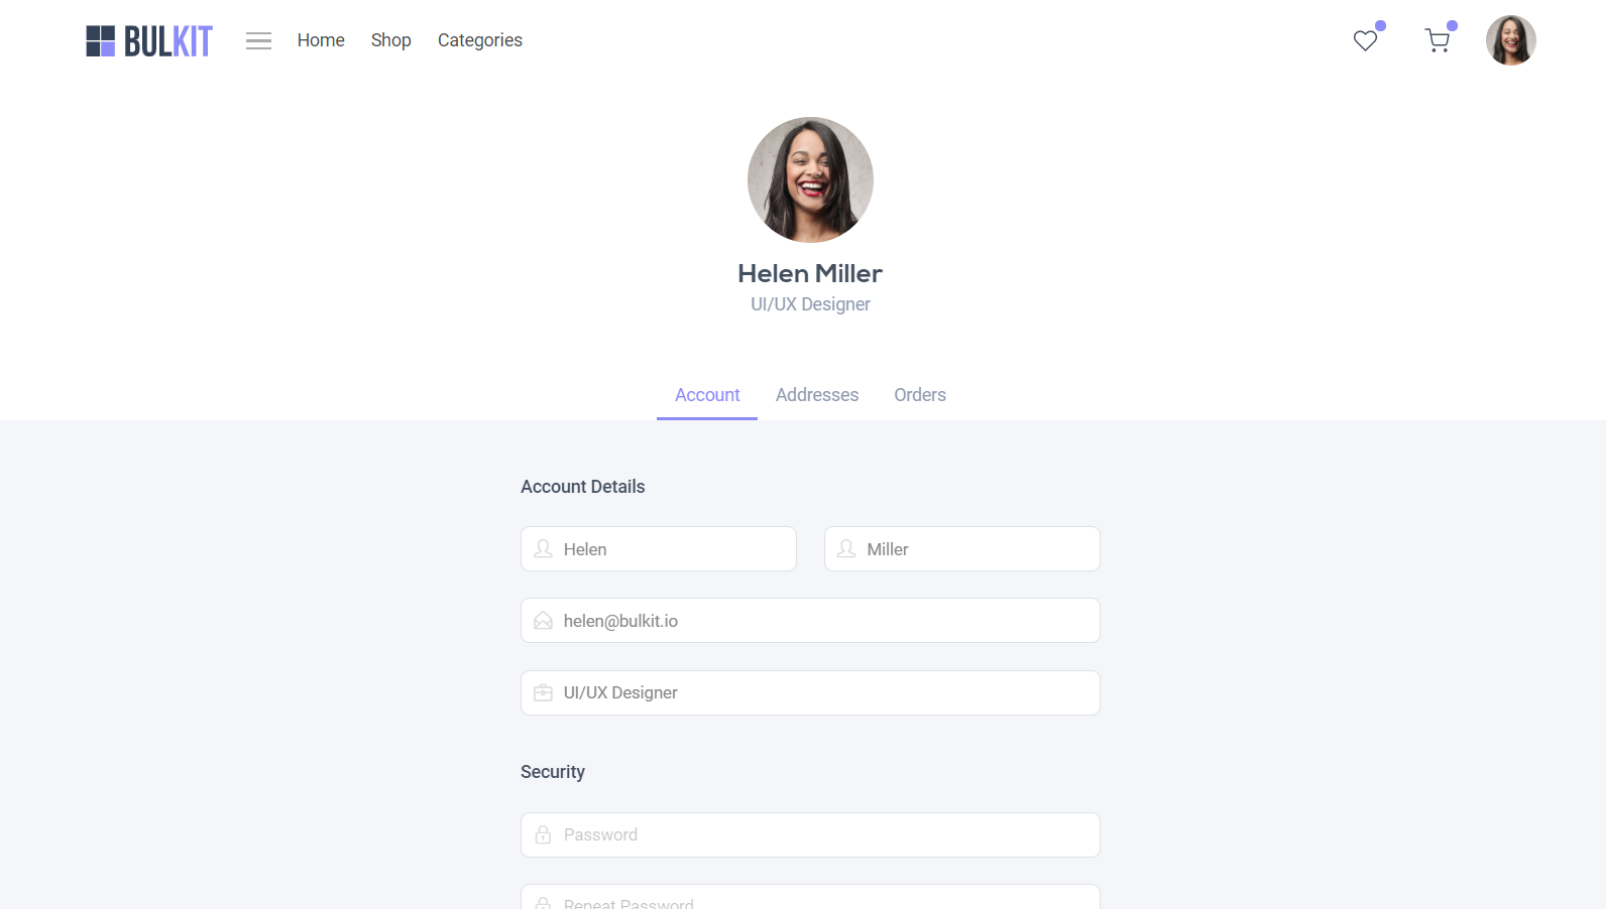 BULKIT
Home Shop Categories
Helen Miller
UI/UX Designer
Account Addresses Orders
Account Details
Helen Miller
helen@bulkit.io
UI/UX Designer
Security
Password
Repeat Password